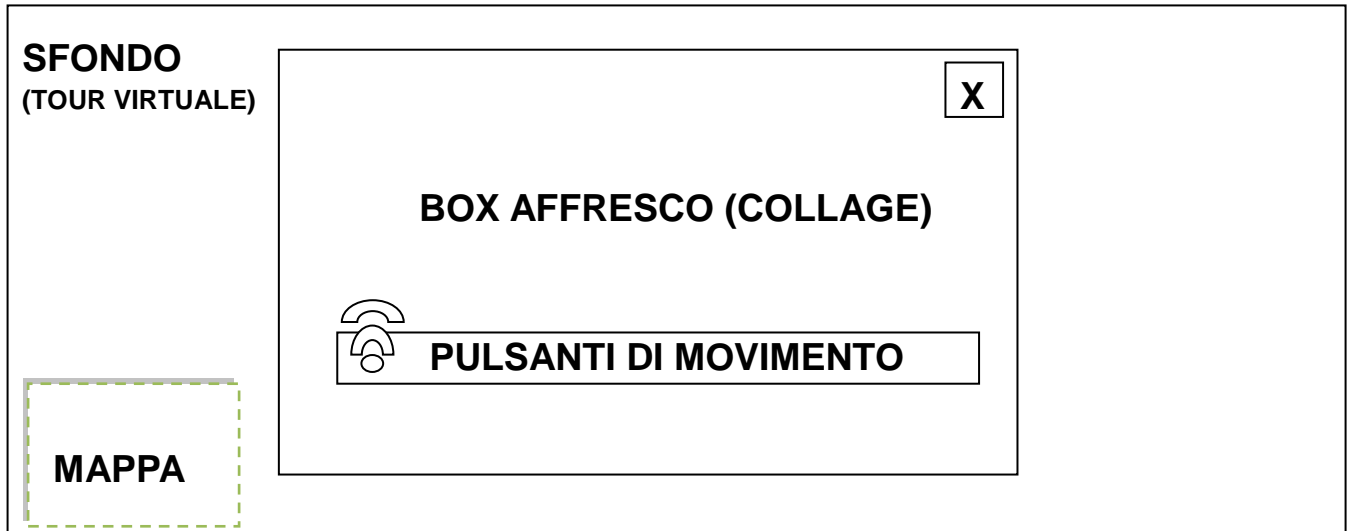 SFONDO
(TOUR VIRTUALE)
X
BOX AFFRESCO (COLLAGE)
PULSANTI DI MOVIMENTO
MAPPA